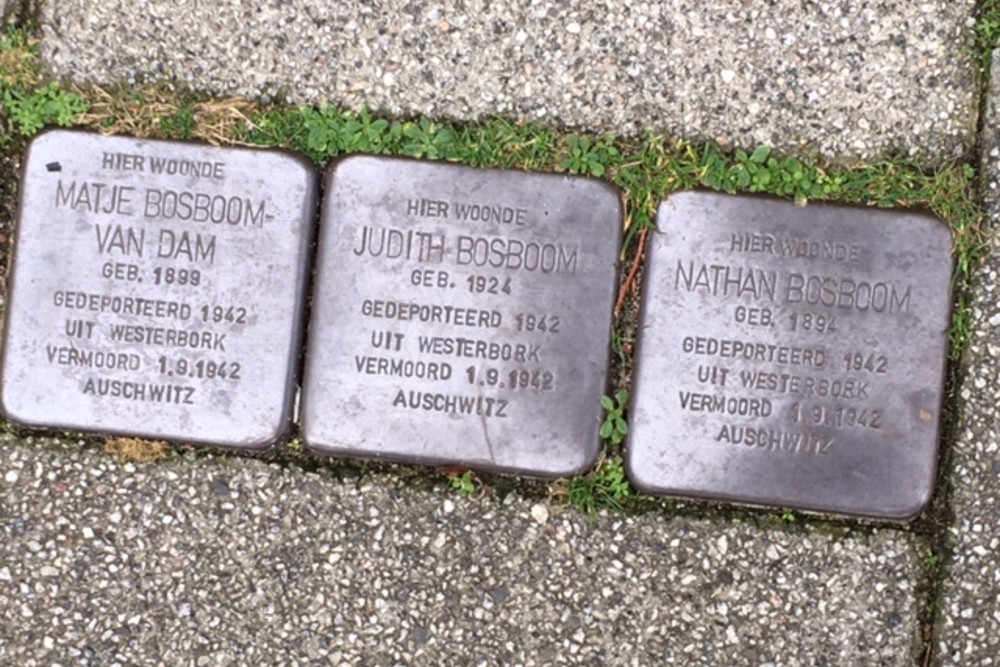 HIER WOONDE
MATJE BOSBOOM-
VAN DAM
GEB. 1899
GEDEPORTEERD 1942
UIT WESTERBORK
VERMOORD 1.9.1942
AUSCHWITZ
HIER WOONDE
JUDITH BOSBOOM
GEB. 1924
GEDEPORTEERD 1942
UIT WESTERBORK
VERMOORD 1.9.1942
AUSCHWITZ
HIER WOONDE
NATHAN BOSBOOM
GEB. 1894
GEDEPORTEERD 1942
UIT WESTERBORK
VERMOORD 1.9.1942
AUSCHWITZ